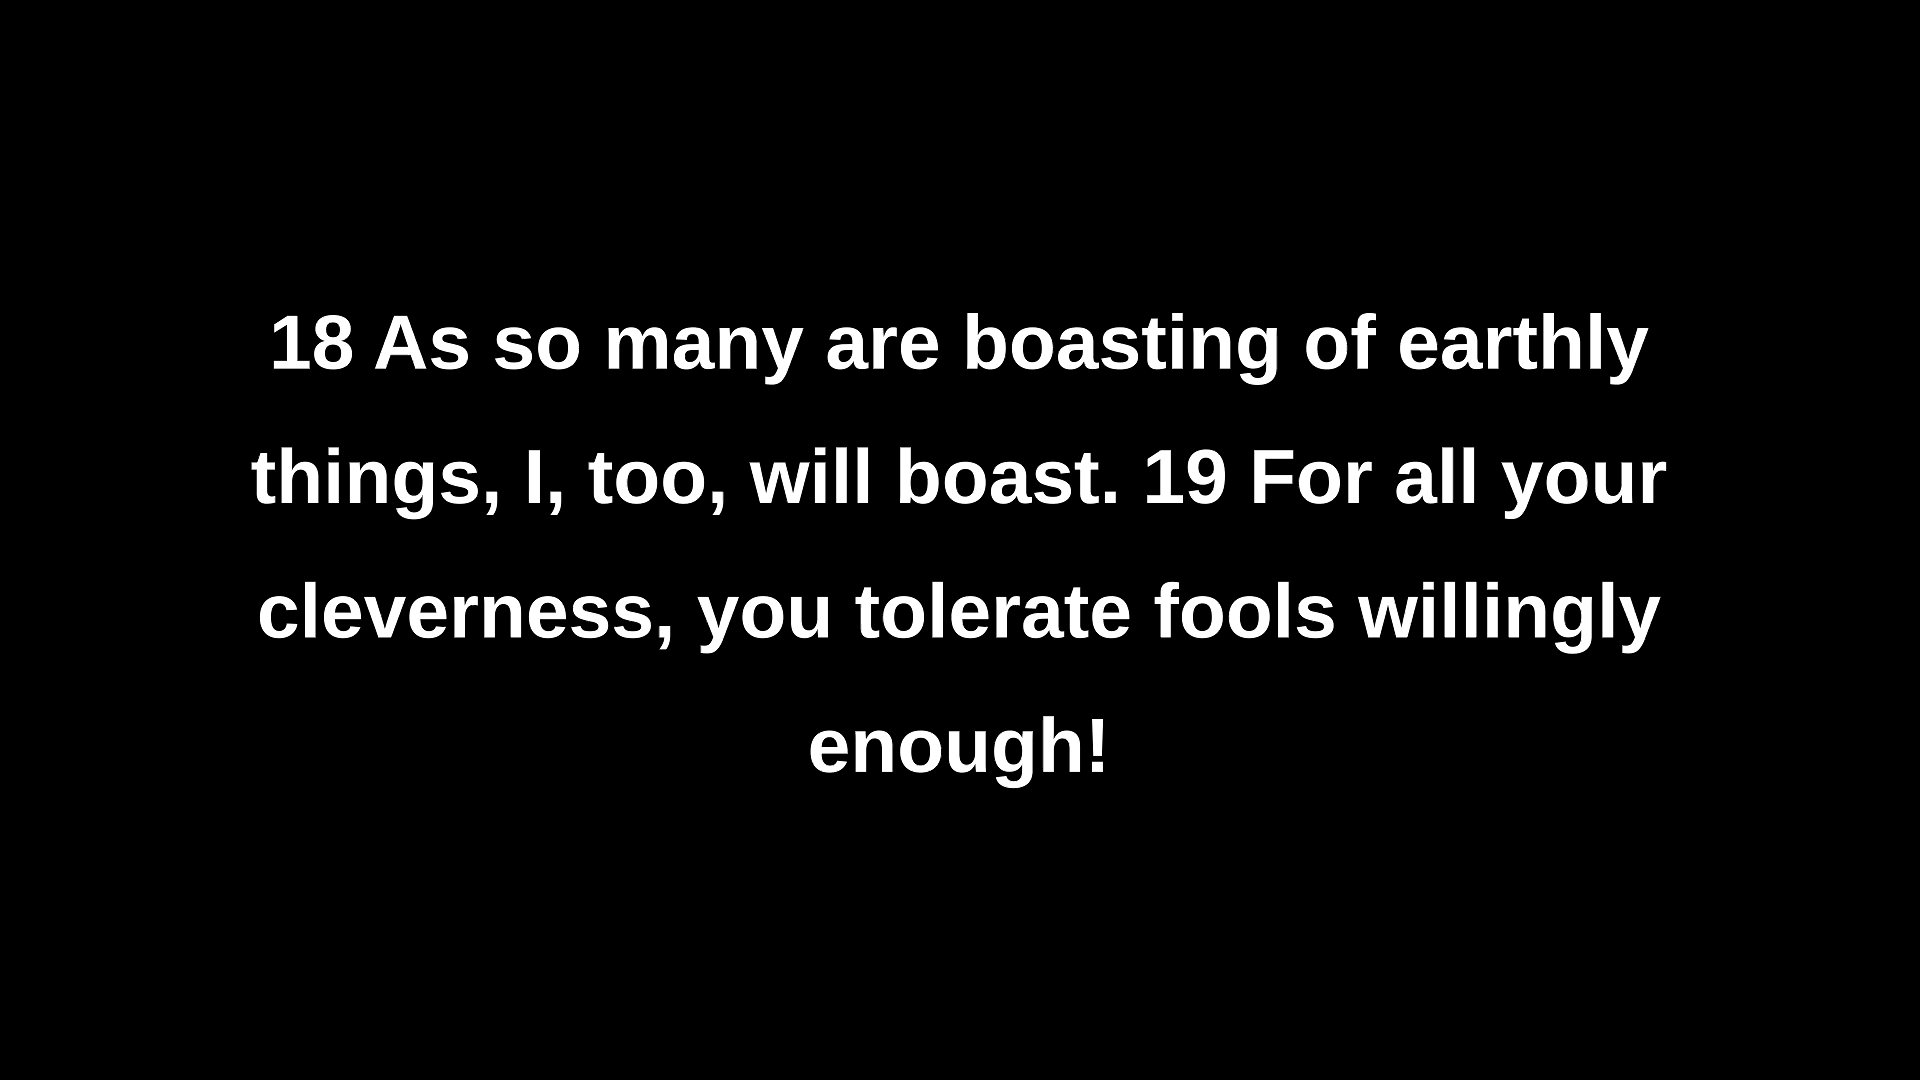 18 As so many are boasting of earthly
things, I, too, will boast. 19 For all your
cleverness, you tolerate fools willingly
enough!